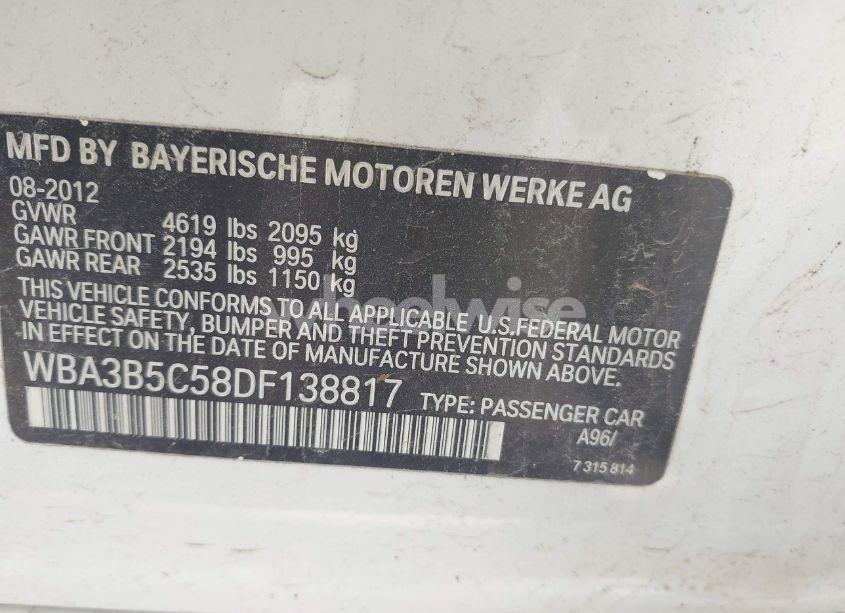 MFD BY BAYERISCHE MOTOREN WERKE AG
08-2012
GVWR 4619 lbs 2095 kg
GAWR FRONT 2194 lbs 995 kg
GAWR REAR 2535 lbs 1150 kg
THIS VEHICLE CONFORMS TO ALL APPLICABLE U.S.FEDERAL MOTOR
VEHICLE SAFETY, BUMPER AND THEFT PREVENTION STANDARDS
IN EFFECT ON THE DATE OF MANUFACTURE SHOWN ABOVE.
WBA3B5C58DF138817 TYPE: PASSENGER CAR
A96/
7 315 814
wheelwise